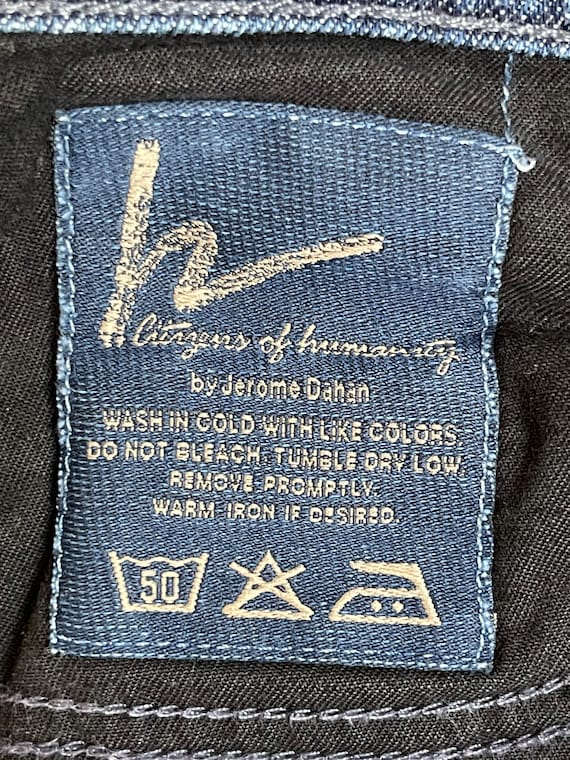 h
Citizens of humanity
by Jerome Dahan
WASH IN COLD WITH LIKE COLORS.
DO NOT BLEACH. TUMBLE DRY LOW.
REMOVE PROMPTLY.
WARM IRON IF DESIRED.
50